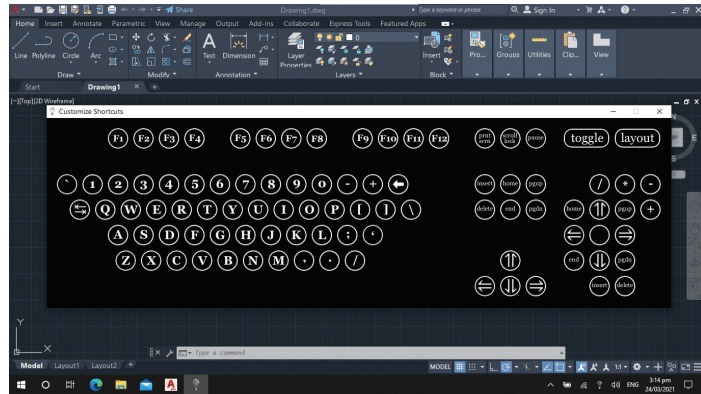 A Share Drawing1.dwg Type a keyword or phrase Sign In
Home Insert Annotate Parametric View Manage Output Add-ins Collaborate Express Tools Featured Apps
Line Polyline Circle Arc Text Dimension Layer Properties 0 Insert Pro... Groups Utilities Clip... View
Draw Modify Annotation Layers Block
Start Drawing1
[-][Top][2D Wireframe]
Customize Shortcuts
F1 F2 F3 F4 F5 F6 F7 F8 F9 F10 F11 F12 prnt scrn scroll lock pause toggle layout
` 1 2 3 4 5 6 7 8 9 0 - + insert home pgup / * -
Q W E R T Y U I O P [ ] \ delete end pgdn home pgup +
A S D F G H J K L ; ‘
Z X C V B N M , . / end pgdn
insert delete
N
E
S
Y
X
Type a command
Model Layout1 Layout2 + MODEL 1:1
A ENG 3:14 pm
24/03/2021